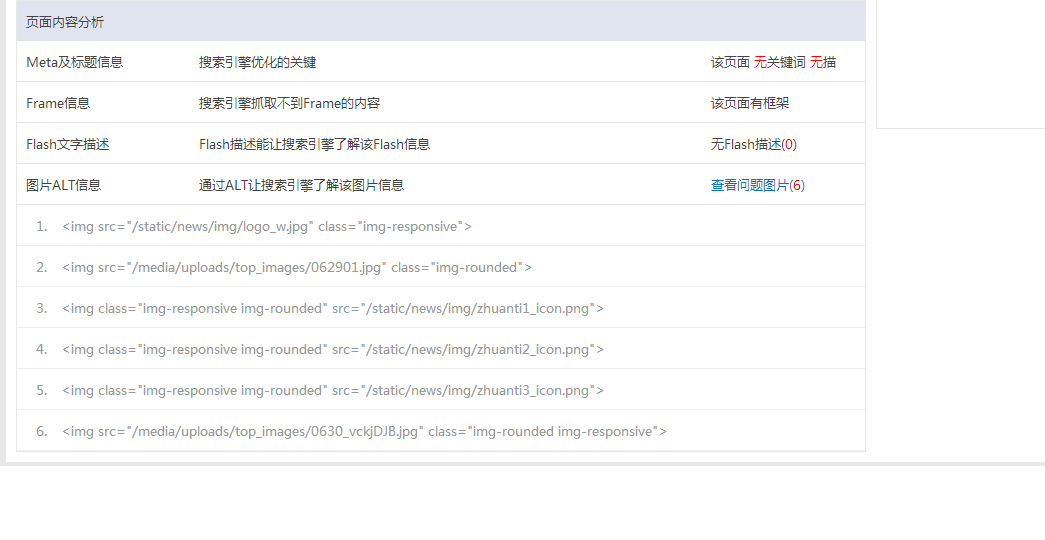 页面内容分析
Meta及标题信息 搜索引擎优化的关键 该页面 无关键词 无描
Frame信息 搜索引擎抓取不到Frame的内容 该页面有框架
Flash文字描述 Flash描述能让搜索引擎了解该Flash信息 无Flash描述(0)
图片ALT信息 通过ALT让搜索引擎了解该图片信息 查看问题图片(6)
1. <img src="/static/news/img/logo_w.jpg" class="img-responsive">
2. <img src="/media/uploads/top_images/062901.jpg" class="img-rounded">
3. <img class="img-responsive img-rounded" src="/static/news/img/zhuanti1_icon.png">
4. <img class="img-responsive img-rounded" src="/static/news/img/zhuanti2_icon.png">
5. <img class="img-responsive img-rounded" src="/static/news/img/zhuanti3_icon.png">
6. <img src="/media/uploads/top_images/0630_vckjDJB.jpg" class="img-rounded img-responsive">